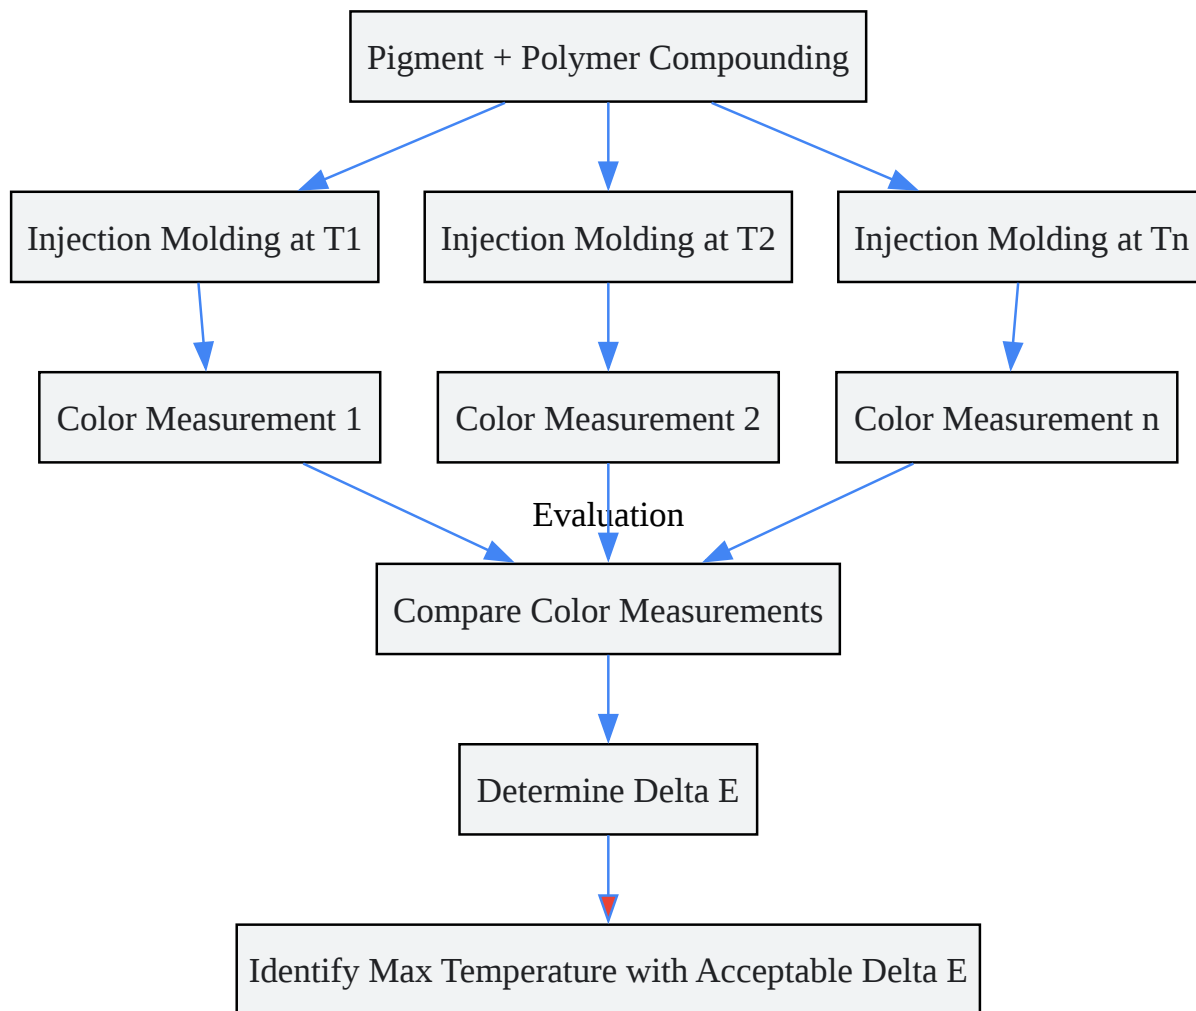 Pigment + Polymer Compounding
Injection Molding at T1
Injection Molding at T2
Injection Molding at Tn
Color Measurement 1
Color Measurement 2
Color Measurement n
Evaluation
Compare Color Measurements
Determine Delta E
Identify Max Temperature with Acceptable Delta E